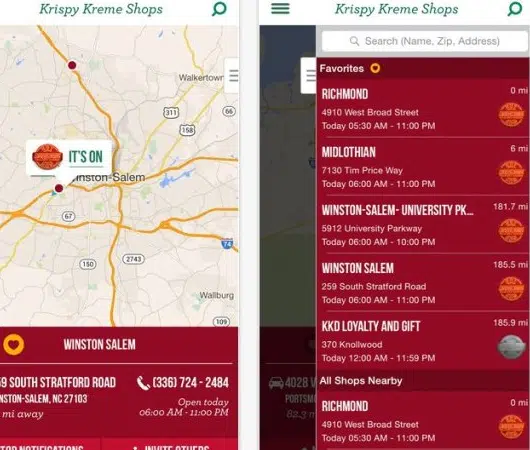 Krispy Kreme Shops
Walkertown
311
66
158
IT'S ON
Winston-Salem
67
74
150
2743
Wallburg
109
WINSTON SALEM
59 SOUTH STRATFORD ROAD
WINSTON-SALEM, NC 27103
mi away
(336) 724 - 2484
Open today
06:00 AM - 11:00 PM
NOTIFICATIONS
INVITE OTHERS
Krispy Kreme Shops
Search (Name, Zip, Address)
Favorites
RICHMOND
0 mi
4910 West Broad Street
Today 05:30 AM - 11:00 PM
MIDLOTHIAN
6 mi
7130 Tim Price Way
Today 06:00 AM - 11:00 PM
WINSTON-SALEM- UNIVERSITY PK...
181.7 mi
5912 University Parkway
Today 06:00 AM - 10:00 PM
WINSTON SALEM
185.5 mi
259 South Stratford Road
Today 06:00 AM - 11:00 PM
KKD LOYALTY AND GIFT
185.9 mi
370 Knollwood
Today 12:00 AM - 11:59 PM
All Shops Nearby
RICHMOND
0 mi
4910 West Broad Street
Today 05:30 AM - 11:00 PM
4028 V
PORTSM
82.3 m